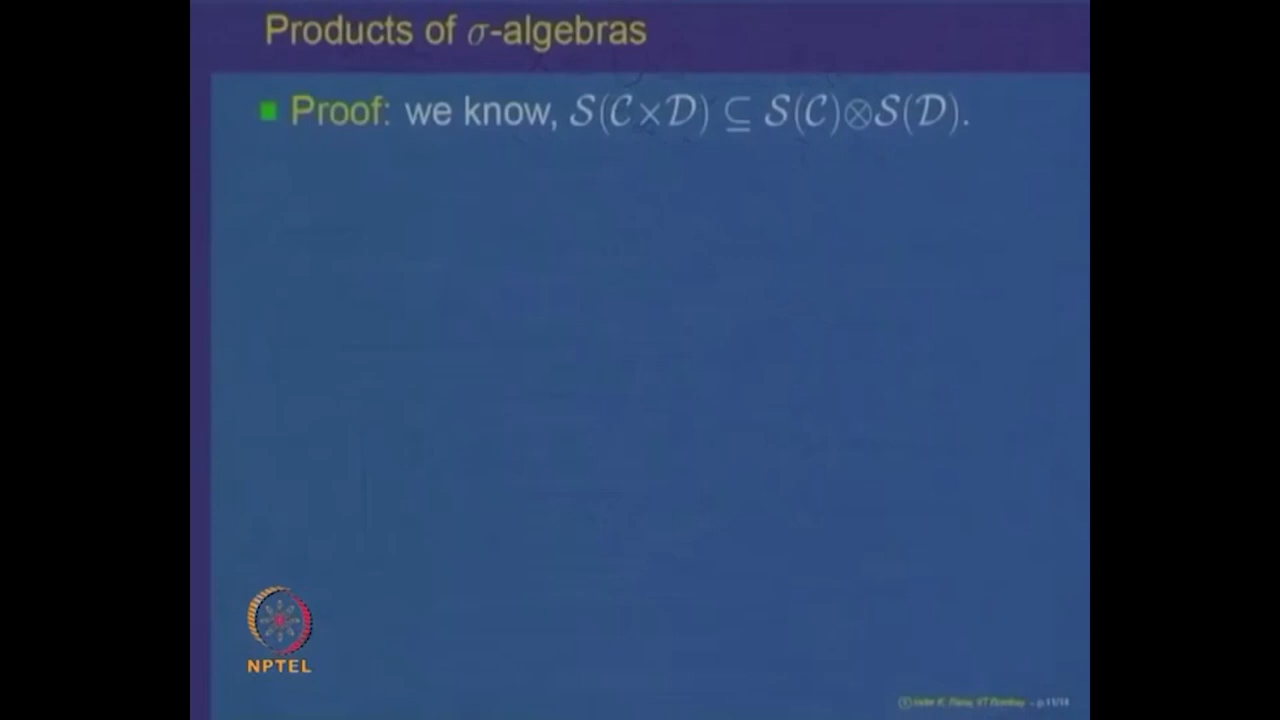 Products of σ-algebras
Proof: we know, 𝒮(𝒞×𝒟) ⊆ 𝒮(𝒞)⊗𝒮(𝒟).
NPTEL